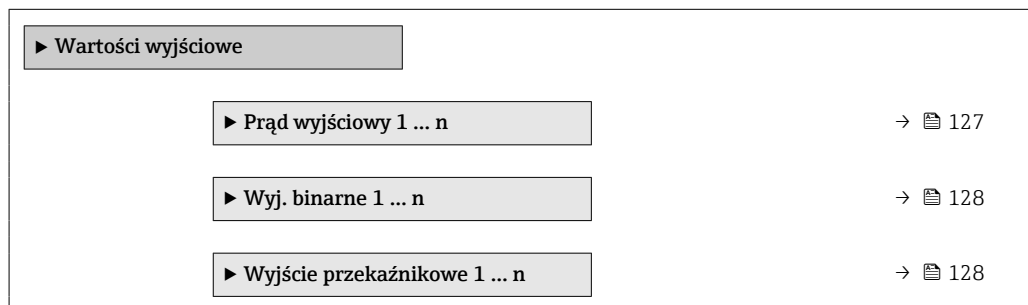 ▶ Wartości wyjściowe
▶ Prąd wyjściowy 1 … n → 127
▶ Wyj. binarne 1 … n → 128
▶ Wyjście przekaźnikowe 1 … n → 128